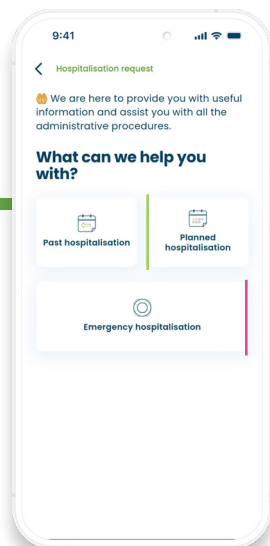 9:41
Hospitalisation request
We are here to provide you with useful
information and assist you with all the
administrative procedures.
What can we help you
with?
Past hospitalisation
Planned
hospitalisation
Emergency hospitalisation